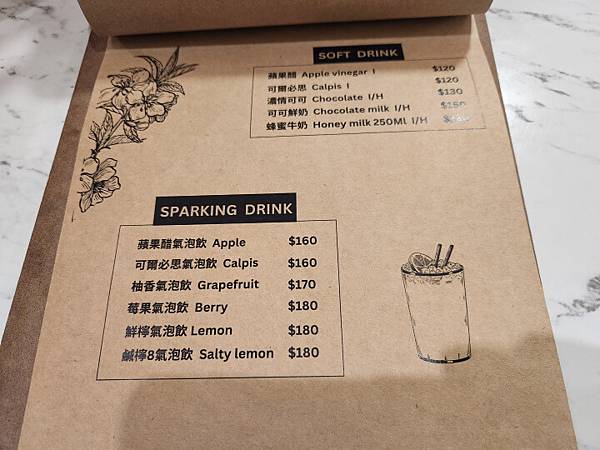 SOFT DRINK
蘋果醋 Apple vinegar I $120
可爾必思 Calpis I $120
濃情可可 Chocolate I/H $130
可可鮮奶 Chocolate milk I/H $150
蜂蜜牛奶 Honey milk 250Ml I/H
SPARKING DRINK
蘋果醋氣泡飲 Apple $160
可爾必思氣泡飲 Calpis $160
柚香氣泡飲 Grapefruit $170
莓果氣泡飲 Berry $180
鮮檸氣泡飲 Lemon $180
鹹檸8氣泡飲 Salty lemon $180